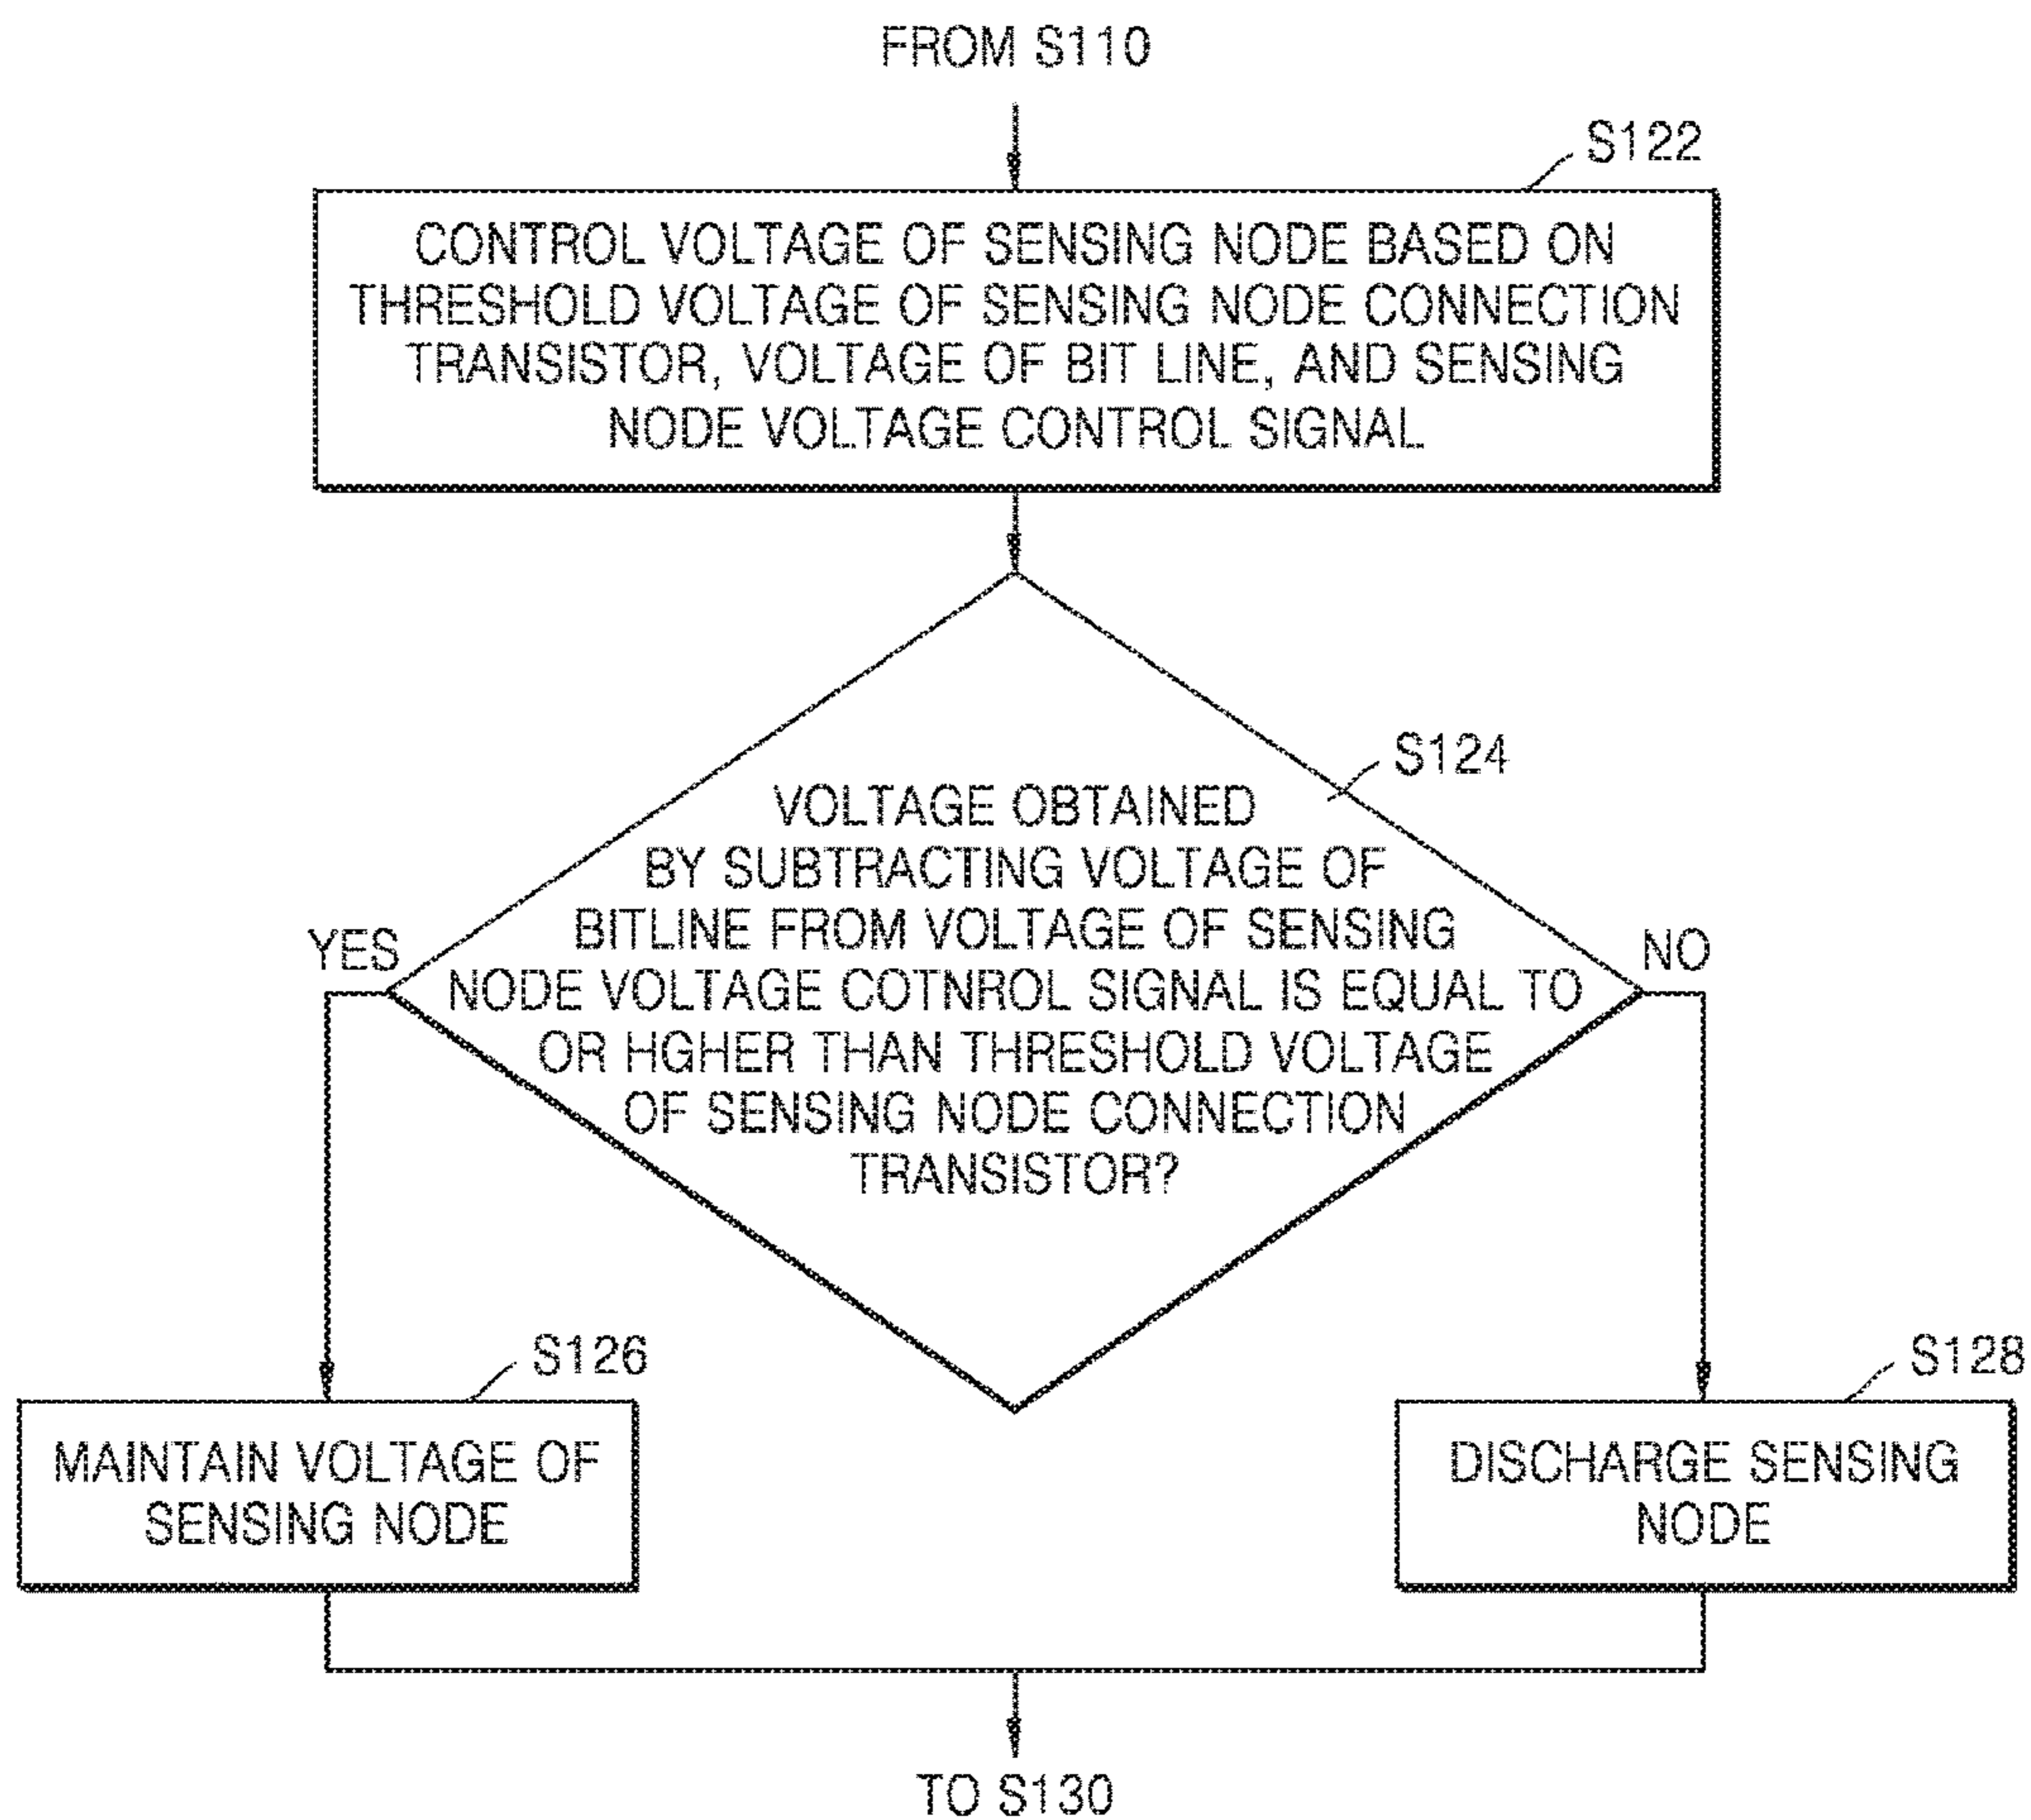 FROM S110
S122
CONTROL VOLTAGE OF SENSING NODE BASED ON
THRESHOLD VOLTAGE OF SENSING NODE CONNECTION
TRANSISTOR, VOLTAGE OF BIT LINE, AND SENSING
NODE VOLTAGE CONTROL SIGNAL
S124
VOLTAGE OBTAINED
BY SUBTRACTING VOLTAGE OF
BITLINE FROM VOLTAGE OF SENSING
NODE VOLTAGE COTNROL SIGNAL IS EQUAL TO
OR HGHER THAN THRESHOLD VOLTAGE
OF SENSING NODE CONNECTION
TRANSISTOR?
YES
NO
S126
MAINTAIN VOLTAGE OF
SENSING NODE
S128
DISCHARGE SENSING
NODE
TO S130